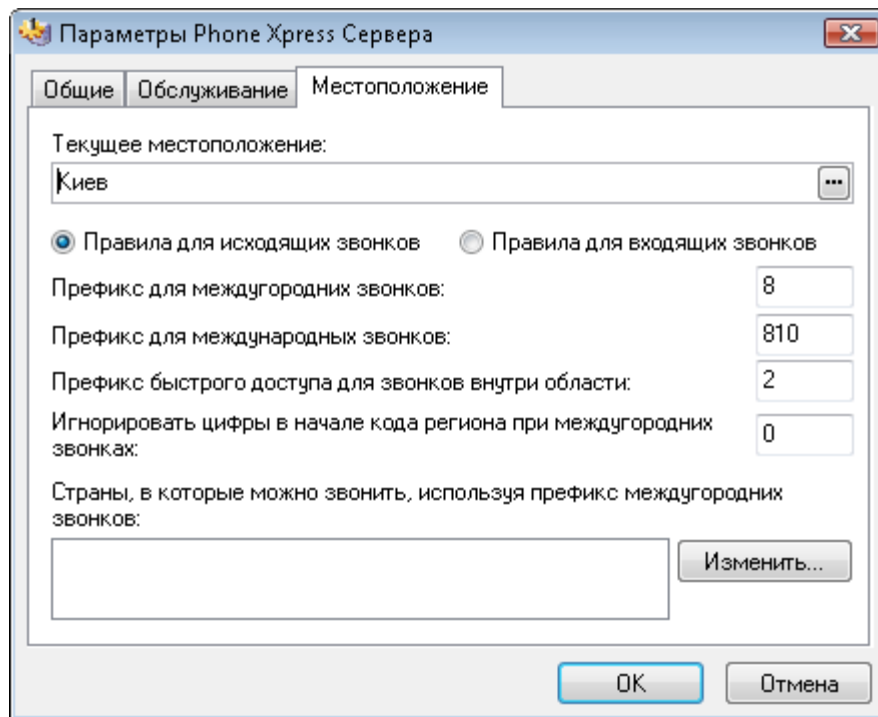 Параметры Phone Xpress Сервера
Общие Обслуживание Местоположение
Текущее местоположение:
Киев ...
Правила для исходящих звонков Правила для входящих звонков
Префикс для междугородних звонков: 8
Префикс для международных звонков: 810
Префикс быстрого доступа для звонков внутри области: 2
Игнорировать цифры в начале кода региона при междугородних
звонках: 0
Страны, в которые можно звонить, используя префикс междугородних
звонков:
Изменить...
OK Отмена